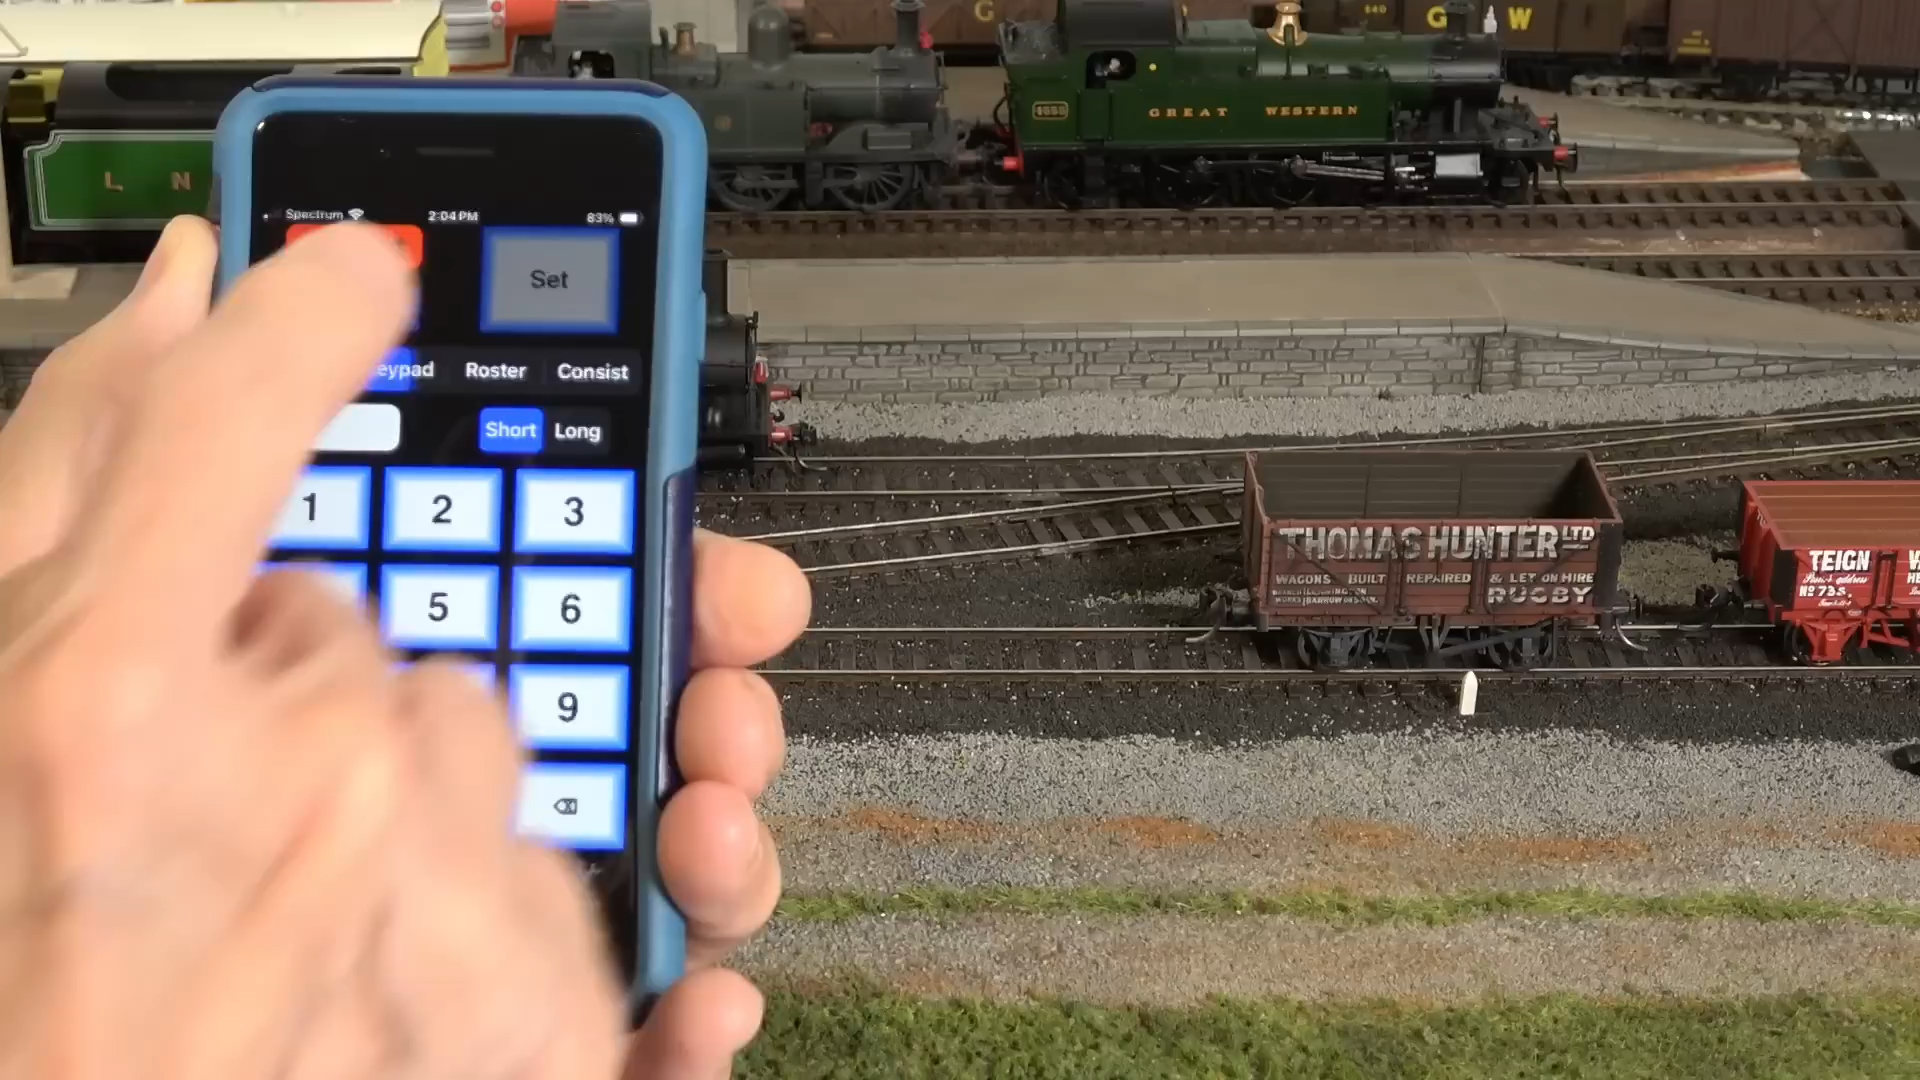 G
G W
L N
4555
GREAT WESTERN
Spectrum 2:04 PM 83%
Set
eypad Roster Consist
Short Long
1 2 3
5 6
9
THOMAS HUNTER LTD
WAGONS BUILT REPAIRED & LET ON HIRE
RUGBY
TEIGN
Nº 735.